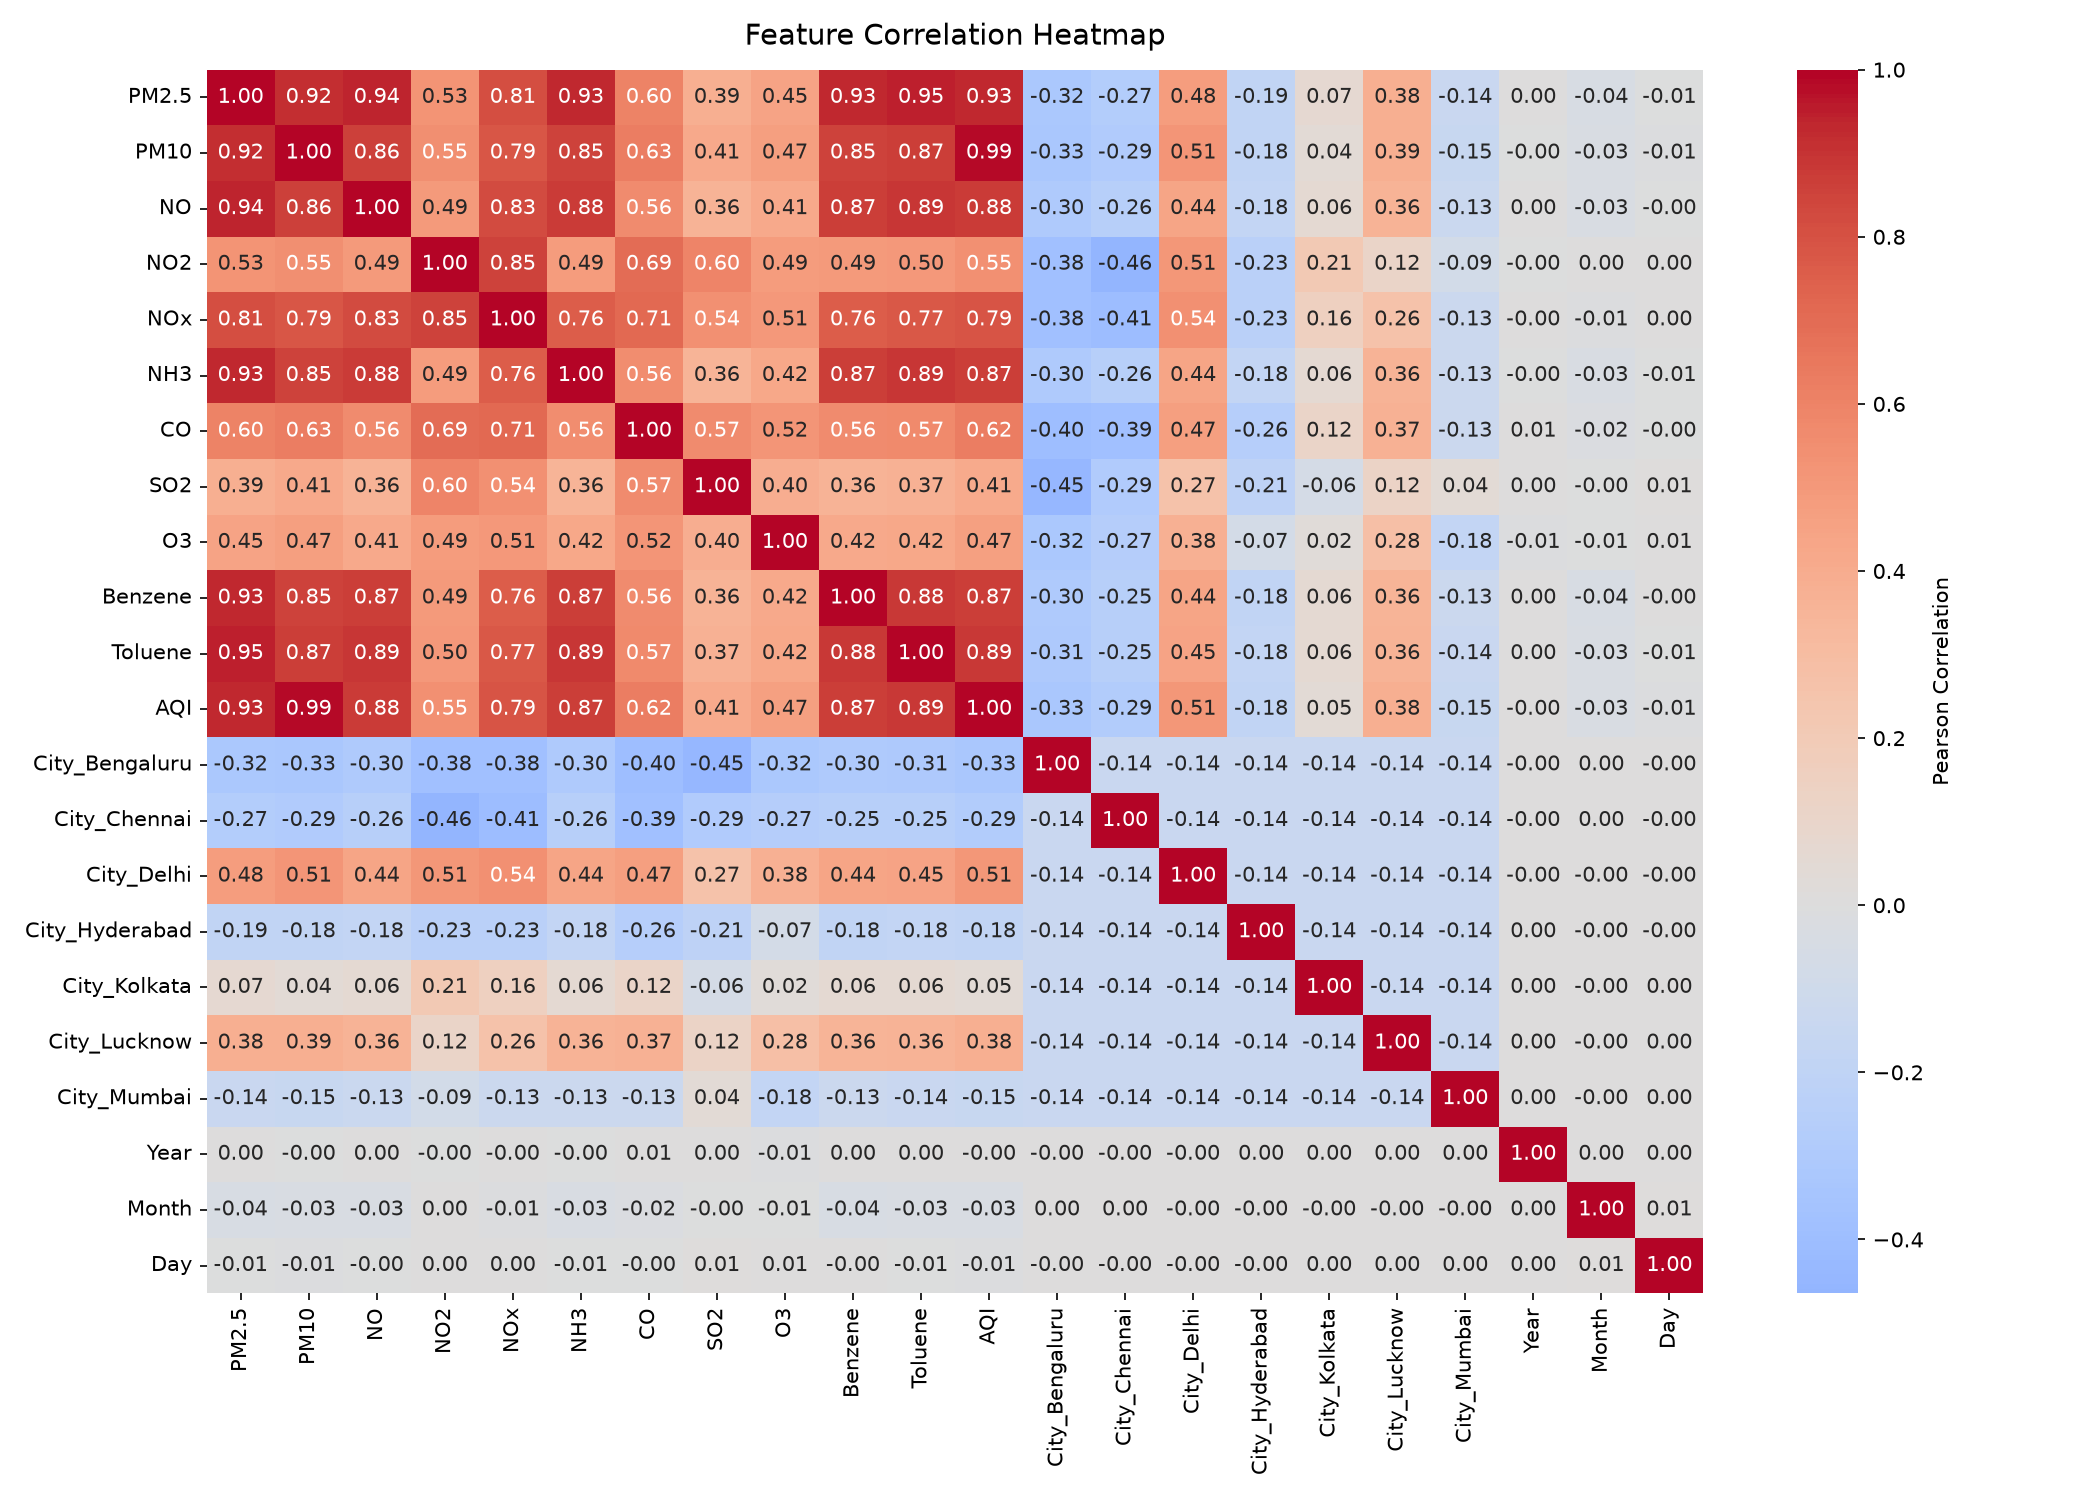 Feature Correlation Heatmap
PM2.5 1.00 0.92 0.94 0.53 0.81 0.93 0.60 0.39 0.45 0.93 0.95 0.93 -0.32 -0.27 0.48 -0.19 0.07 0.38 -0.14 0.00 -0.04 -0.01
PM10 0.92 1.00 0.86 0.55 0.79 0.85 0.63 0.41 0.47 0.85 0.87 0.99 -0.33 -0.29 0.51 -0.18 0.04 0.39 -0.15 -0.00 -0.03 -0.01
NO 0.94 0.86 1.00 0.49 0.83 0.88 0.56 0.36 0.41 0.87 0.89 0.88 -0.30 -0.26 0.44 -0.18 0.06 0.36 -0.13 0.00 -0.03 -0.00
NO2 0.53 0.55 0.49 1.00 0.85 0.49 0.69 0.60 0.49 0.49 0.50 0.55 -0.38 -0.46 0.51 -0.23 0.21 0.12 -0.09 -0.00 0.00 0.00
NOx 0.81 0.79 0.83 0.85 1.00 0.76 0.71 0.54 0.51 0.76 0.77 0.79 -0.38 -0.41 0.54 -0.23 0.16 0.26 -0.13 -0.00 -0.01 0.00
NH3 0.93 0.85 0.88 0.49 0.76 1.00 0.56 0.36 0.42 0.87 0.89 0.87 -0.30 -0.26 0.44 -0.18 0.06 0.36 -0.13 -0.00 -0.03 -0.01
CO 0.60 0.63 0.56 0.69 0.71 0.56 1.00 0.57 0.52 0.56 0.57 0.62 -0.40 -0.39 0.47 -0.26 0.12 0.37 -0.13 0.01 -0.02 -0.00
SO2 0.39 0.41 0.36 0.60 0.54 0.36 0.57 1.00 0.40 0.36 0.37 0.41 -0.45 -0.29 0.27 -0.21 -0.06 0.12 0.04 0.00 -0.00 0.01
O3 0.45 0.47 0.41 0.49 0.51 0.42 0.52 0.40 1.00 0.42 0.42 0.47 -0.32 -0.27 0.38 -0.07 0.02 0.28 -0.18 -0.01 -0.01 0.01
Benzene 0.93 0.85 0.87 0.49 0.76 0.87 0.56 0.36 0.42 1.00 0.88 0.87 -0.30 -0.25 0.44 -0.18 0.06 0.36 -0.13 0.00 -0.04 -0.00
Toluene 0.95 0.87 0.89 0.50 0.77 0.89 0.57 0.37 0.42 0.88 1.00 0.89 -0.31 -0.25 0.45 -0.18 0.06 0.36 -0.14 0.00 -0.03 -0.01
AQI 0.93 0.99 0.88 0.55 0.79 0.87 0.62 0.41 0.47 0.87 0.89 1.00 -0.33 -0.29 0.51 -0.18 0.05 0.38 -0.15 -0.00 -0.03 -0.01
City_Bengaluru -0.32 -0.33 -0.30 -0.38 -0.38 -0.30 -0.40 -0.45 -0.32 -0.30 -0.31 -0.33 1.00 -0.14 -0.14 -0.14 -0.14 -0.14 -0.14 -0.00 0.00 -0.00
City_Chennai -0.27 -0.29 -0.26 -0.46 -0.41 -0.26 -0.39 -0.29 -0.27 -0.25 -0.25 -0.29 -0.14 1.00 -0.14 -0.14 -0.14 -0.14 -0.14 -0.00 0.00 -0.00
City_Delhi 0.48 0.51 0.44 0.51 0.54 0.44 0.47 0.27 0.38 0.44 0.45 0.51 -0.14 -0.14 1.00 -0.14 -0.14 -0.14 -0.14 -0.00 -0.00 -0.00
City_Hyderabad -0.19 -0.18 -0.18 -0.23 -0.23 -0.18 -0.26 -0.21 -0.07 -0.18 -0.18 -0.18 -0.14 -0.14 -0.14 1.00 -0.14 -0.14 -0.14 0.00 -0.00 -0.00
City_Kolkata 0.07 0.04 0.06 0.21 0.16 0.06 0.12 -0.06 0.02 0.06 0.06 0.05 -0.14 -0.14 -0.14 -0.14 1.00 -0.14 -0.14 0.00 -0.00 0.00
City_Lucknow 0.38 0.39 0.36 0.12 0.26 0.36 0.37 0.12 0.28 0.36 0.36 0.38 -0.14 -0.14 -0.14 -0.14 -0.14 1.00 -0.14 0.00 -0.00 0.00
City_Mumbai -0.14 -0.15 -0.13 -0.09 -0.13 -0.13 -0.13 0.04 -0.18 -0.13 -0.14 -0.15 -0.14 -0.14 -0.14 -0.14 -0.14 -0.14 1.00 0.00 -0.00 0.00
Year 0.00 -0.00 0.00 -0.00 -0.00 -0.00 0.01 0.00 -0.01 0.00 0.00 -0.00 -0.00 -0.00 -0.00 0.00 0.00 0.00 0.00 1.00 0.00 0.00
Month -0.04 -0.03 -0.03 0.00 -0.01 -0.03 -0.02 -0.00 -0.01 -0.04 -0.03 -0.03 0.00 0.00 -0.00 -0.00 -0.00 -0.00 -0.00 0.00 1.00 0.01
Day -0.01 -0.01 -0.00 0.00 0.00 -0.01 -0.00 0.01 0.01 -0.00 -0.01 -0.01 -0.00 -0.00 -0.00 -0.00 0.00 0.00 0.00 0.00 0.01 1.00
PM2.5 PM10 NO NO2 NOx NH3 CO SO2 O3 Benzene Toluene AQI City_Bengaluru City_Chennai City_Delhi City_Hyderabad City_Kolkata City_Lucknow City_Mumbai Year Month Day
1.0
0.8
0.6
0.4
0.2
0.0
−0.2
−0.4
Pearson Correlation